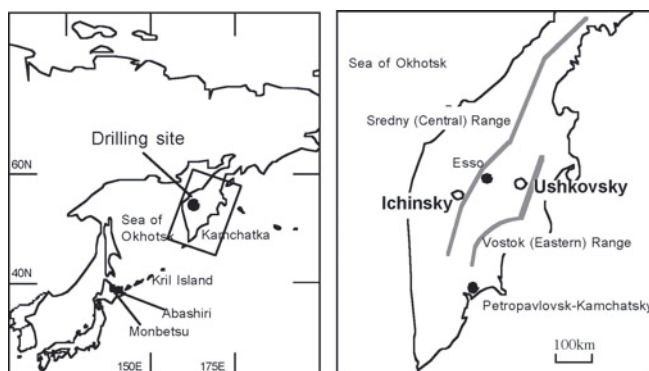 Drilling site
60N
Sea of
Okhotsk
Kamchatka
Kril Island
40N
Abashiri
Monbetsu
150E
175E
Sea of Okhotsk
Sredny (Central) Range
Esso
Ichinsky
Ushkovsky
Vostok (Eastern) Range
Petropavlovsk-Kamchatsky
100km